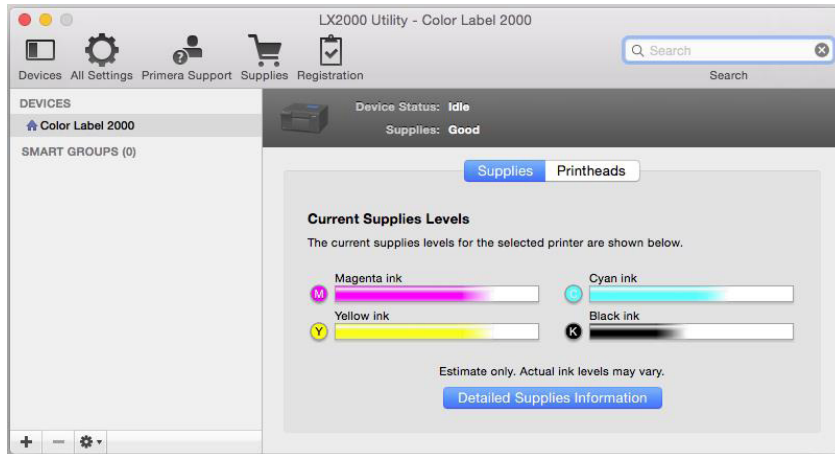 LX2000 Utility - Color Label 2000
Search
Devices All Settings Primera Support Supplies Registration Search
DEVICES
Color Label 2000
SMART GROUPS (0)
Device Status: Idle
Supplies: Good
Supplies Printheads
Current Supplies Levels
The current supplies levels for the selected printer are shown below.
Magenta ink Cyan ink
M C
Yellow ink Black ink
Y K
Estimate only. Actual ink levels may vary.
Detailed Supplies Information